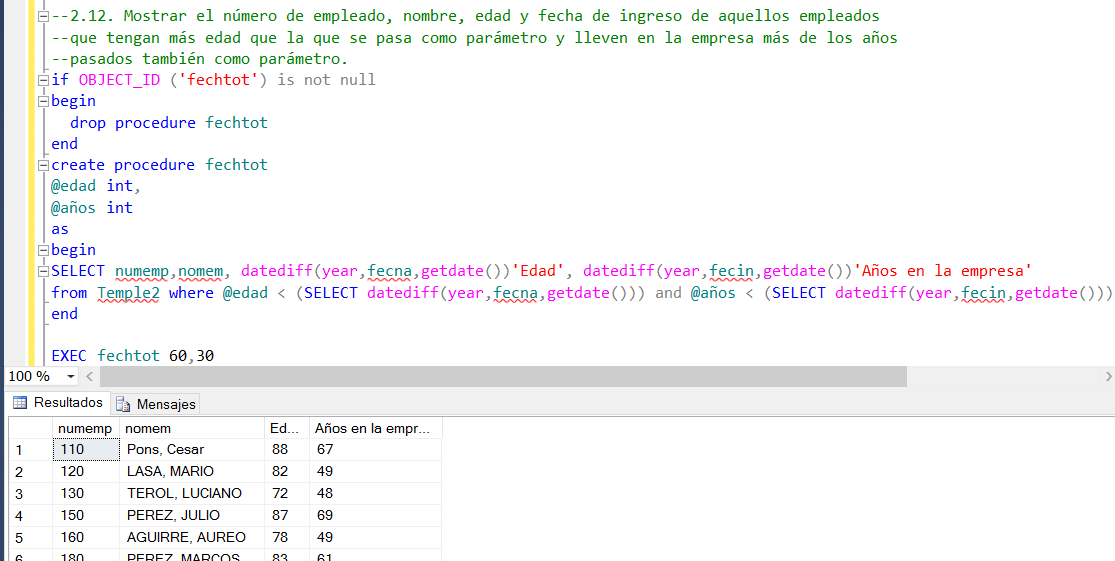 --2.12. Mostrar el número de empleado, nombre, edad y fecha de ingreso de aquellos empleados
--que tengan más edad que la que se pasa como parámetro y lleven en la empresa más de los años
--pasados también como parámetro.
if OBJECT_ID ('fechtot') is not null
begin
drop procedure fechtot
end
create procedure fechtot
@edad int,
@años int
as
begin
SELECT numemp,nomem, datediff(year,fecna,getdate())'Edad', datediff(year,fecin,getdate())'Años en la empresa'
from Temple2 where @edad < (SELECT datediff(year,fecna,getdate())) and @años < (SELECT datediff(year,fecin,getdate()))
end
EXEC fechtot 60,30
100 %
Resultados Mensajes
numemp nomem Ed... Años en la empr...
1 110 Pons, Cesar 88 67
2 120 LASA, MARIO 82 49
3 130 TEROL, LUCIANO 72 48
4 150 PEREZ, JULIO 87 69
5 160 AGUIRRE, AUREO 78 49
6 180 PEREZ, MARCOS 83 61